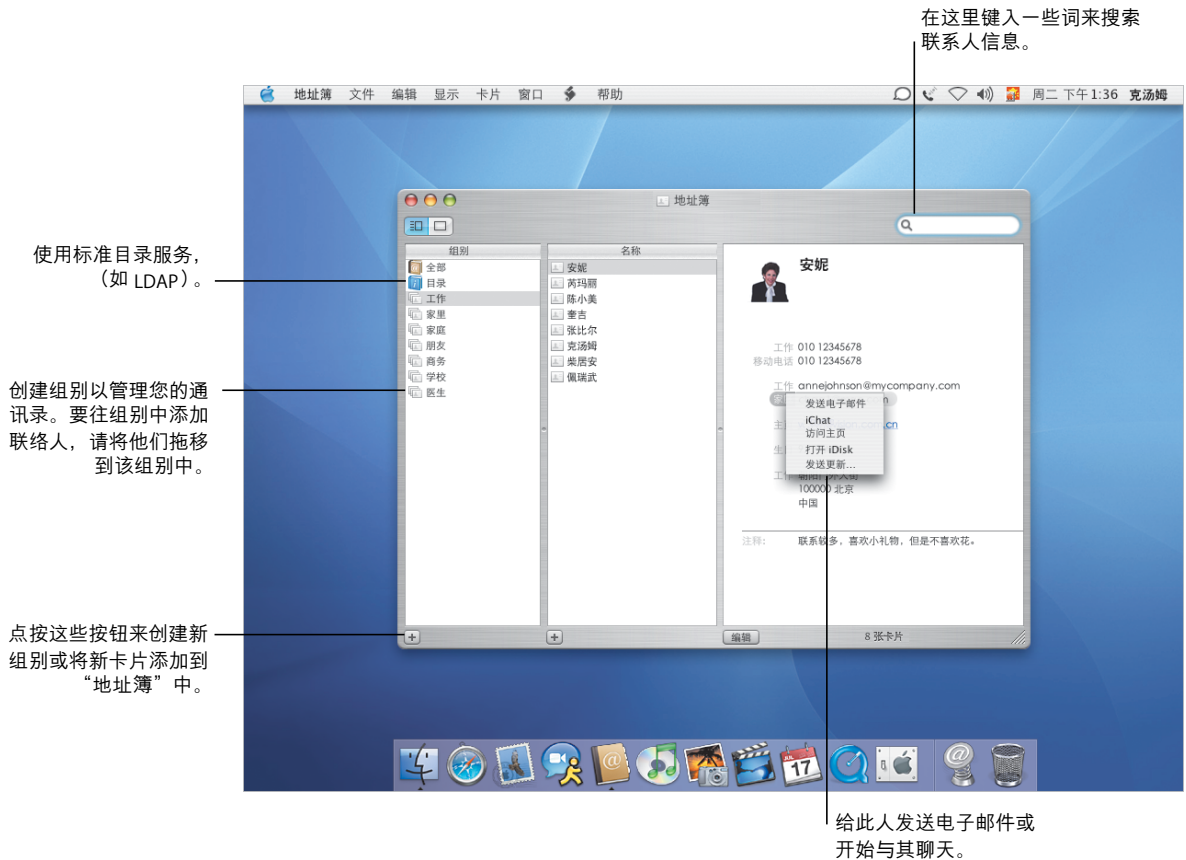 在这里键入一些词来搜索
联系人信息。
地址簿 文件 编辑 显示 卡片 窗口 帮助 周二 下午1:36 克汤姆
地址簿
使用标准目录服务，
（如 LDAP）。
创建组别以管理您的通
讯录。要往组别中添加
联络人，请将他们拖移
到该组别中。
点按这些按钮来创建新
组别或将新卡片添加到
“地址簿”中。
组别
全部
目录
工作
家里
家庭
朋友
商务
学校
医生
名称
安妮
芮玛丽
陈小美
奎吉
张比尔
克汤姆
柴居安
佩瑞武
安妮
工作 010 12345678
移动电话 010 12345678
工作 annejohnson@mycompany.com
发送电子邮件
iChat
访问主页
打开 iDisk
发送更新...
.cn
工作
100000 北京
中国
注释： 联系较多，喜欢小礼物，但是不喜欢花。
编辑 8 张卡片
JUL
17
给此人发送电子邮件或
开始与其聊天。